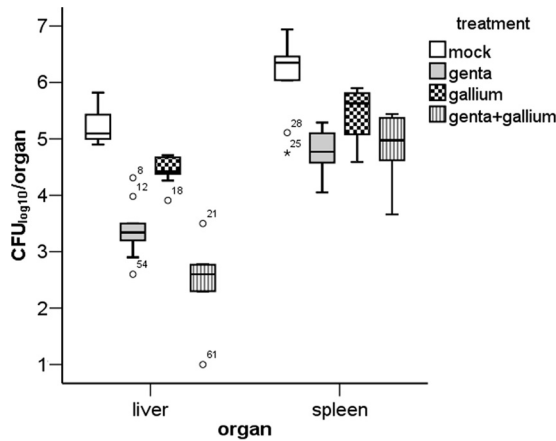 treatment
mock
genta
gallium
genta+gallium
CFUlog10/organ
7
6
5
4
3
2
1
8
12
54
18
21
61
28
25
*
liver
spleen
organ